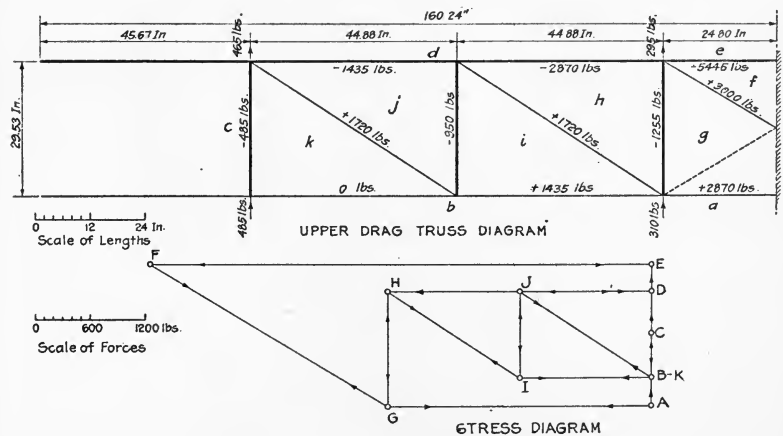 160.24"
45.67 In
465 lbs.
44.88 In.
44.88 In.
295 lbs.
24.80 In
d
e
-1435 lbs.
-2870 lbs.
-5445 lbs
+3000 lbs.
f
29.53 In.
c
-485 lbs.
j
+1720 lbs.
k
-950 lbs.
h
+1720 lbs.
i
-1255 lbs.
g
0 lbs.
+1435 lbs.
+2870 lbs.
485 lbs.
b
310 lbs
a
0 12 24 In.
Scale of Lengths
UPPER DRAG TRUSS DIAGRAM
F
E
H
J
D
0 600 1200 lbs.
C
Scale of Forces
I
B-K
G
A
STRESS DIAGRAM